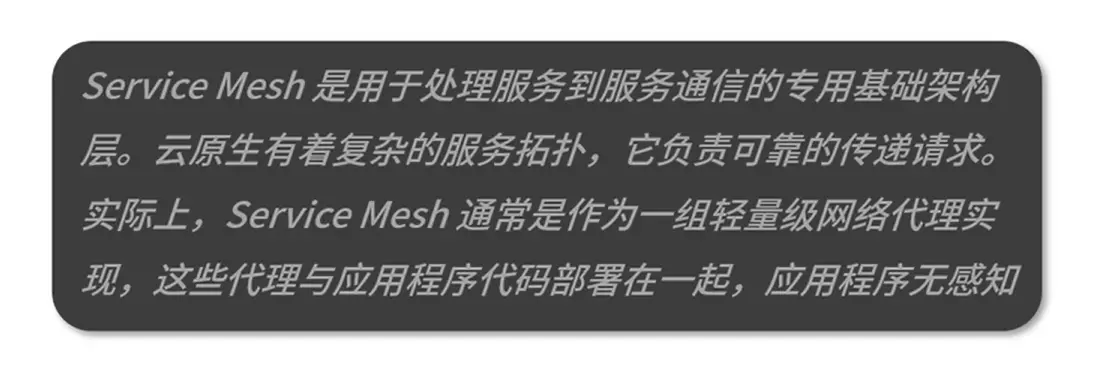 Service Mesh 是用于处理服务到服务通信的专用基础架构
层。云原生有着复杂的服务拓扑，它负责可靠的传递请求。
实际上，Service Mesh 通常是作为一组轻量级网络代理实
现，这些代理与应用程序代码部署在一起，应用程序无感知